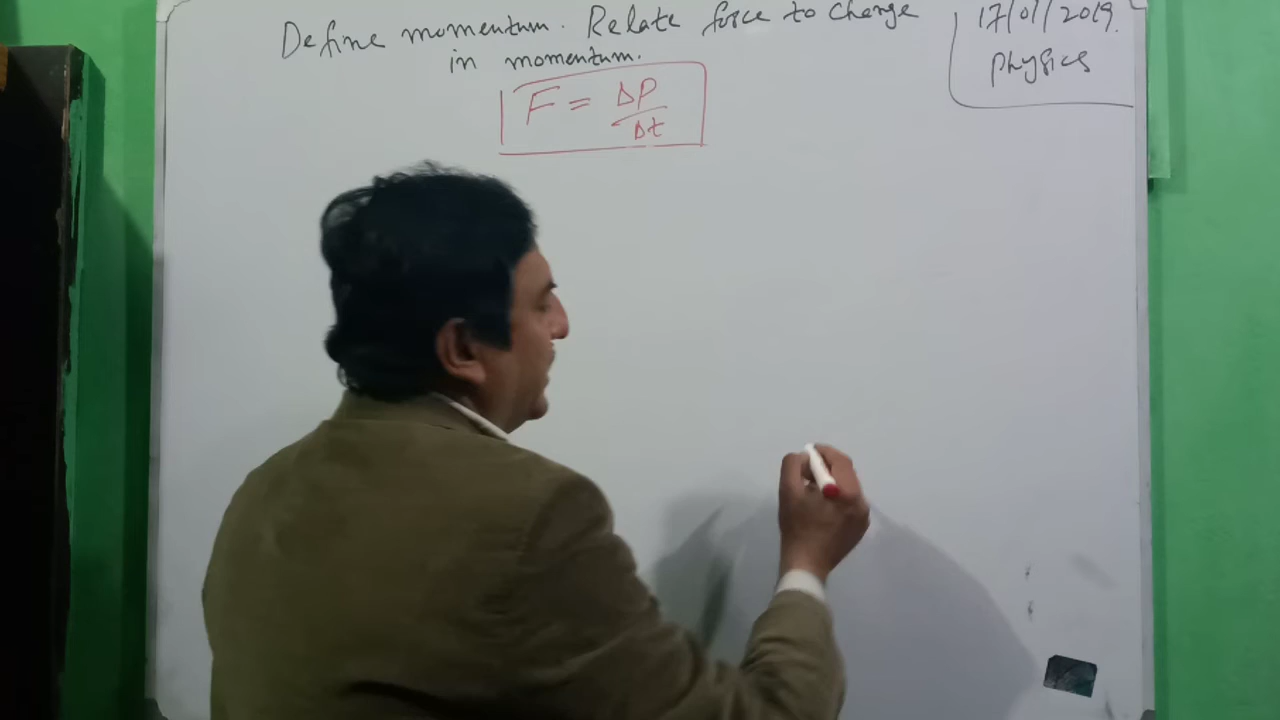 Define momentum. Relate force to change
in momentum.
F = ΔP
Δt
17/01/2019.
physics